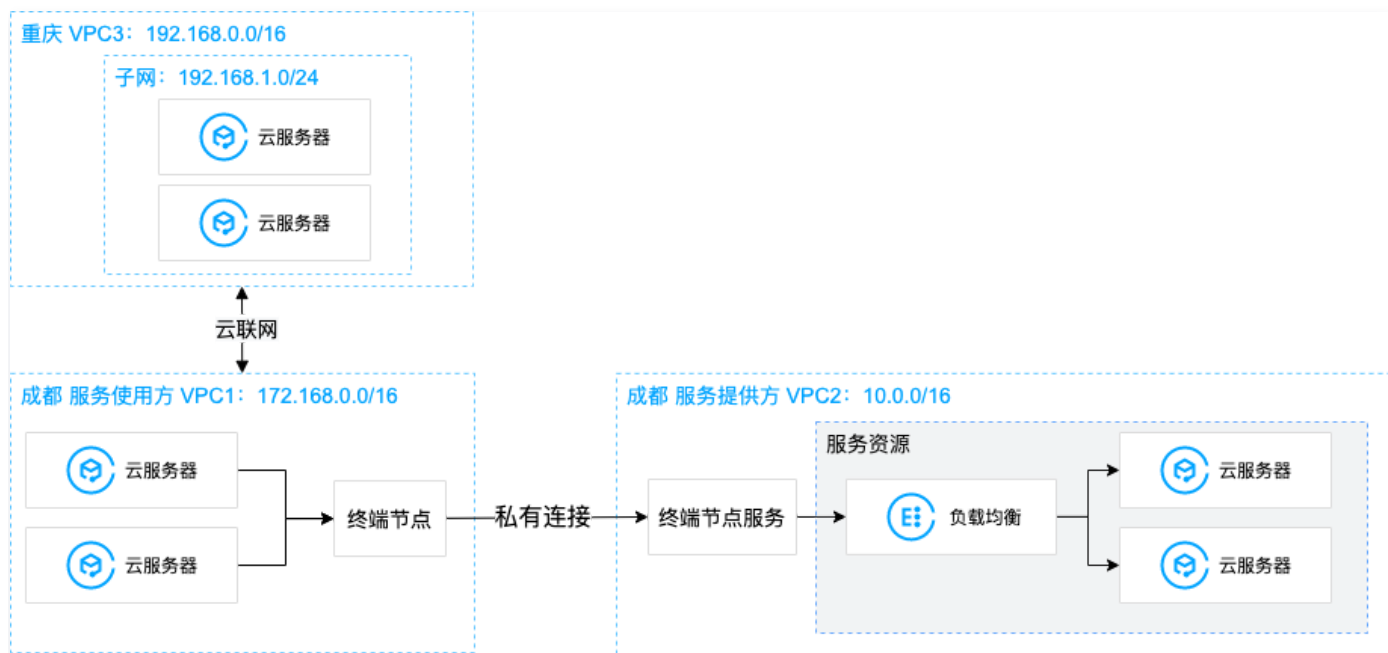 重庆 VPC3：192.168.0.0/16
子网：192.168.1.0/24
云服务器
云服务器
云联网
成都 服务使用方 VPC1：172.168.0.0/16
云服务器
云服务器
终端节点
私有连接
成都 服务提供方 VPC2：10.0.0/16
终端节点服务
服务资源
负载均衡
云服务器
云服务器